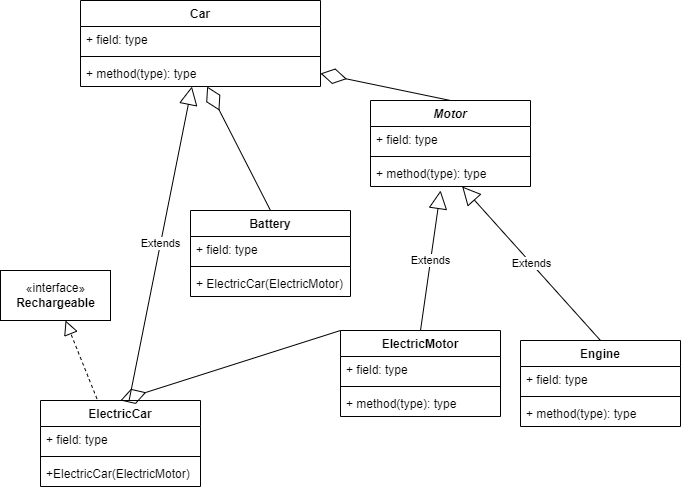 Car
+ field: type
+ method(type): type
Motor
+ field: type
+ method(type): type
Battery
+ field: type
+ ElectricCar(ElectricMotor)
Extends
Extends
Extends
«interface»
Rechargeable
ElectricMotor
+ field: type
+ method(type): type
Engine
+ field: type
+ method(type): type
ElectricCar
+ field: type
+ElectricCar(ElectricMotor)